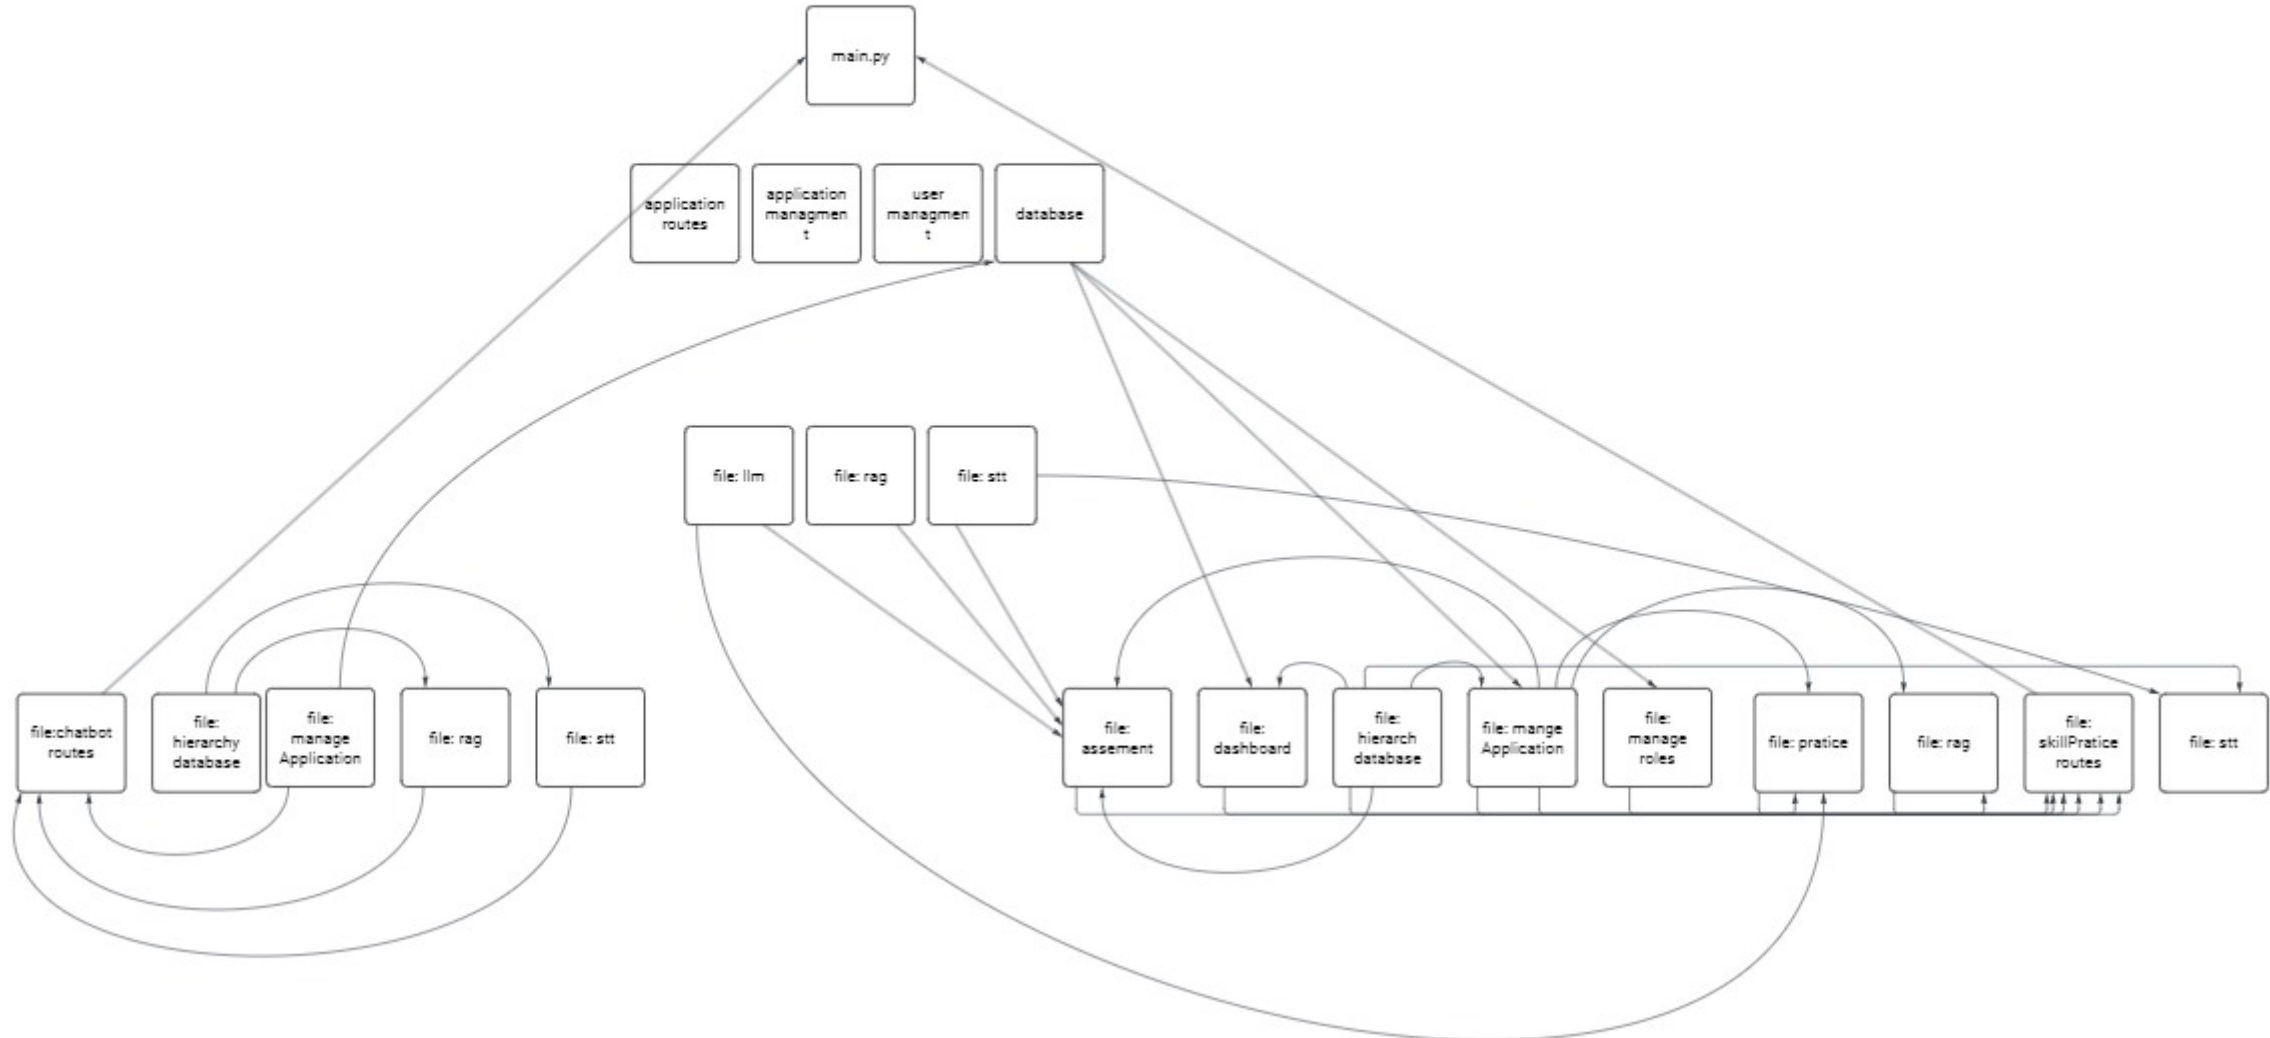 main.py
application
routes
application
managmen
t
user
managmen
t
database
file: llm
file: rag
file: stt
file:chatbot
routes
file:
hierarchy
database
file:
manage
Application
file: rag
file: stt
file:
assement
file:
dashboard
file:
hierarch
database
file: mange
Application
file:
manage
roles
file: pratice
file: rag
file:
skillPratice
routes
file: stt